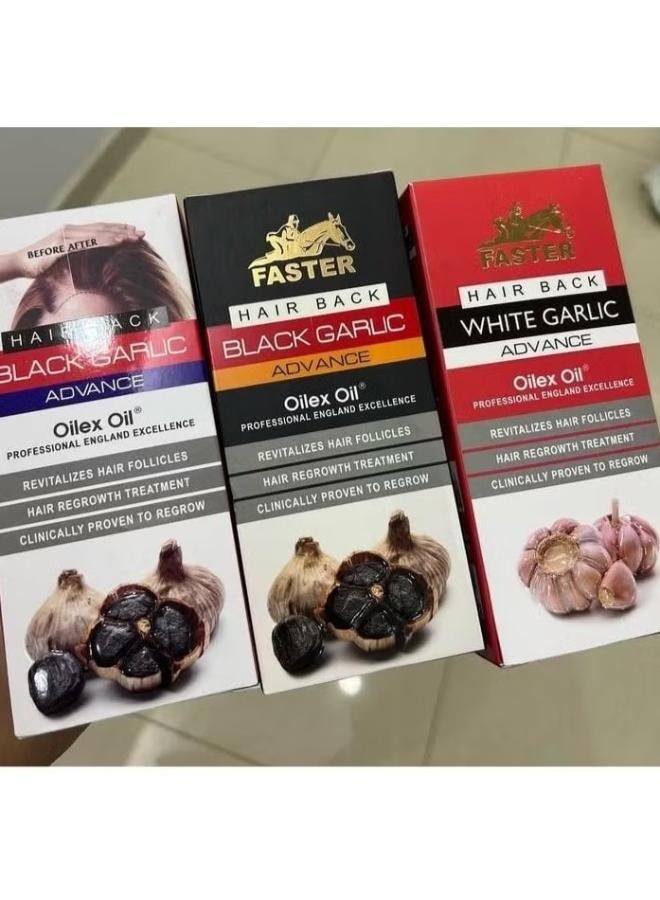 BEFORE AFTER
HAIR BACK
BLACK GARLIC
ADVANCE
Oilex Oil®
PROFESSIONAL ENGLAND EXCELLENCE
REVITALIZES HAIR FOLLICLES
HAIR REGROWTH TREATMENT
CLINICALLY PROVEN TO REGROW
FASTER
HAIR BACK
BLACK GARLIC
ADVANCE
Oilex Oil®
PROFESSIONAL ENGLAND EXCELLENCE
REVITALIZES HAIR FOLLICLES
HAIR REGROWTH TREATMENT
CLINICALLY PROVEN TO REGROW
FASTER
HAIR BACK
WHITE GARLIC
ADVANCE
Oilex Oil®
PROFESSIONAL ENGLAND EXCELLENCE
REVITALIZES HAIR FOLLICLES
HAIR REGROWTH TREATMENT
CLINICALLY PROVEN TO REGROW